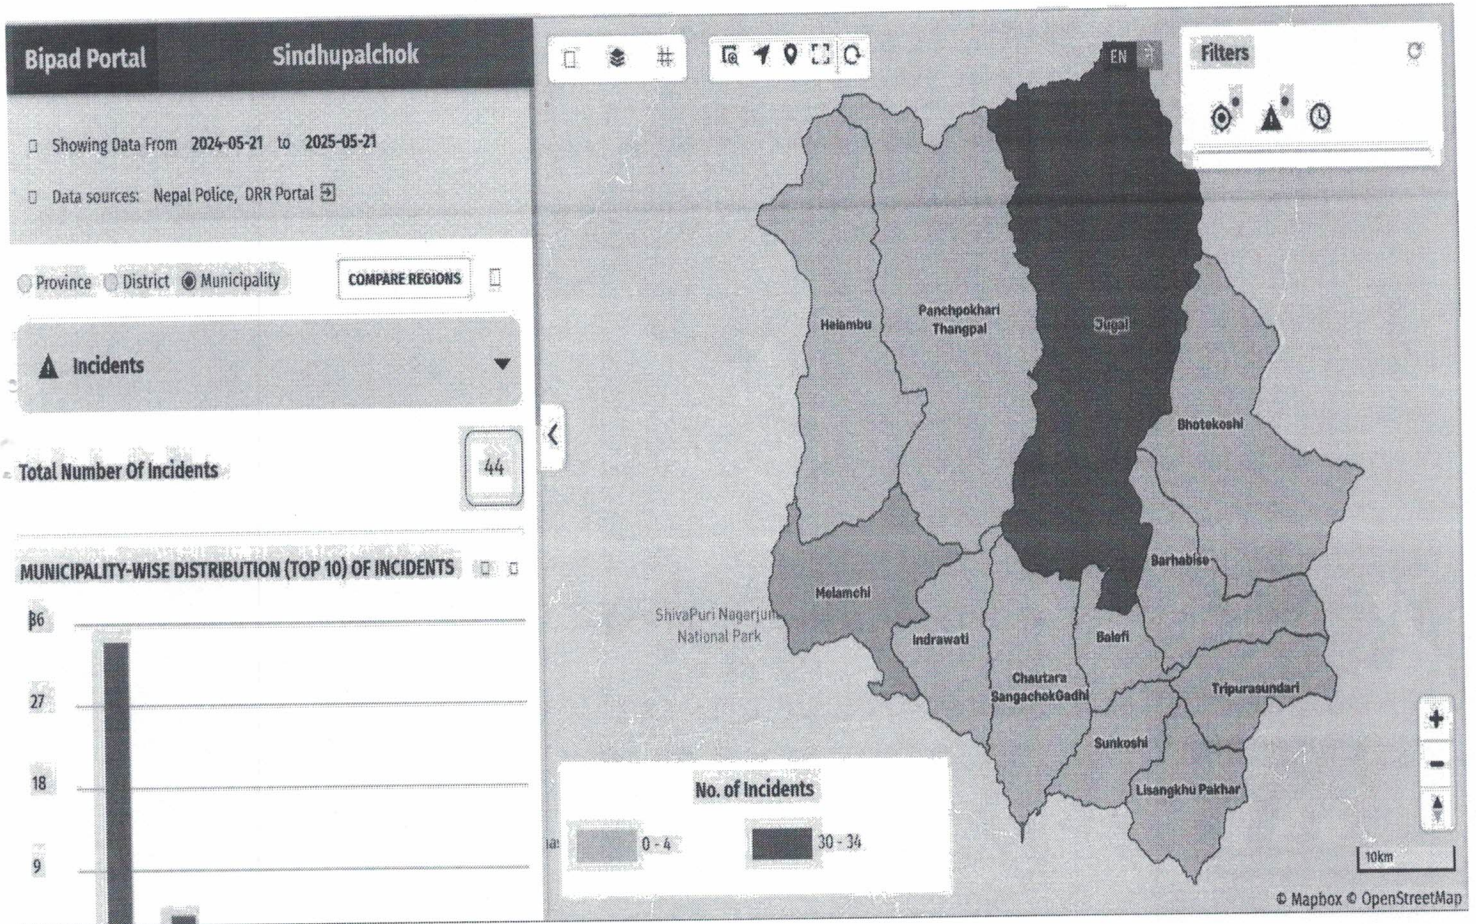 Bipad Portal
Sindhupalchok
Showing Data From 2024-05-21 to 2025-05-21
Data sources: Nepal Police, DRR Portal
Province District Municipality
COMPARE REGIONS
Incidents
Total Number Of Incidents
44
MUNICIPALITY-WISE DISTRIBUTION (TOP 10) OF INCIDENTS
36
27
18
9
EN ने
Filters
Helambu
Panchpokhari
Thangpal
Jugal
Bhotekoshi
Barhabise
Melamchi
ShivaPuri Nagarjun
National Park
Indrawati
Balefi
Chautara
SangachokGadhi
Tripurasundari
Sunkoshi
Lisangkhu Pakhar
No. of Incidents
0 - 4
30 - 34
10km
© Mapbox © OpenStreetMap